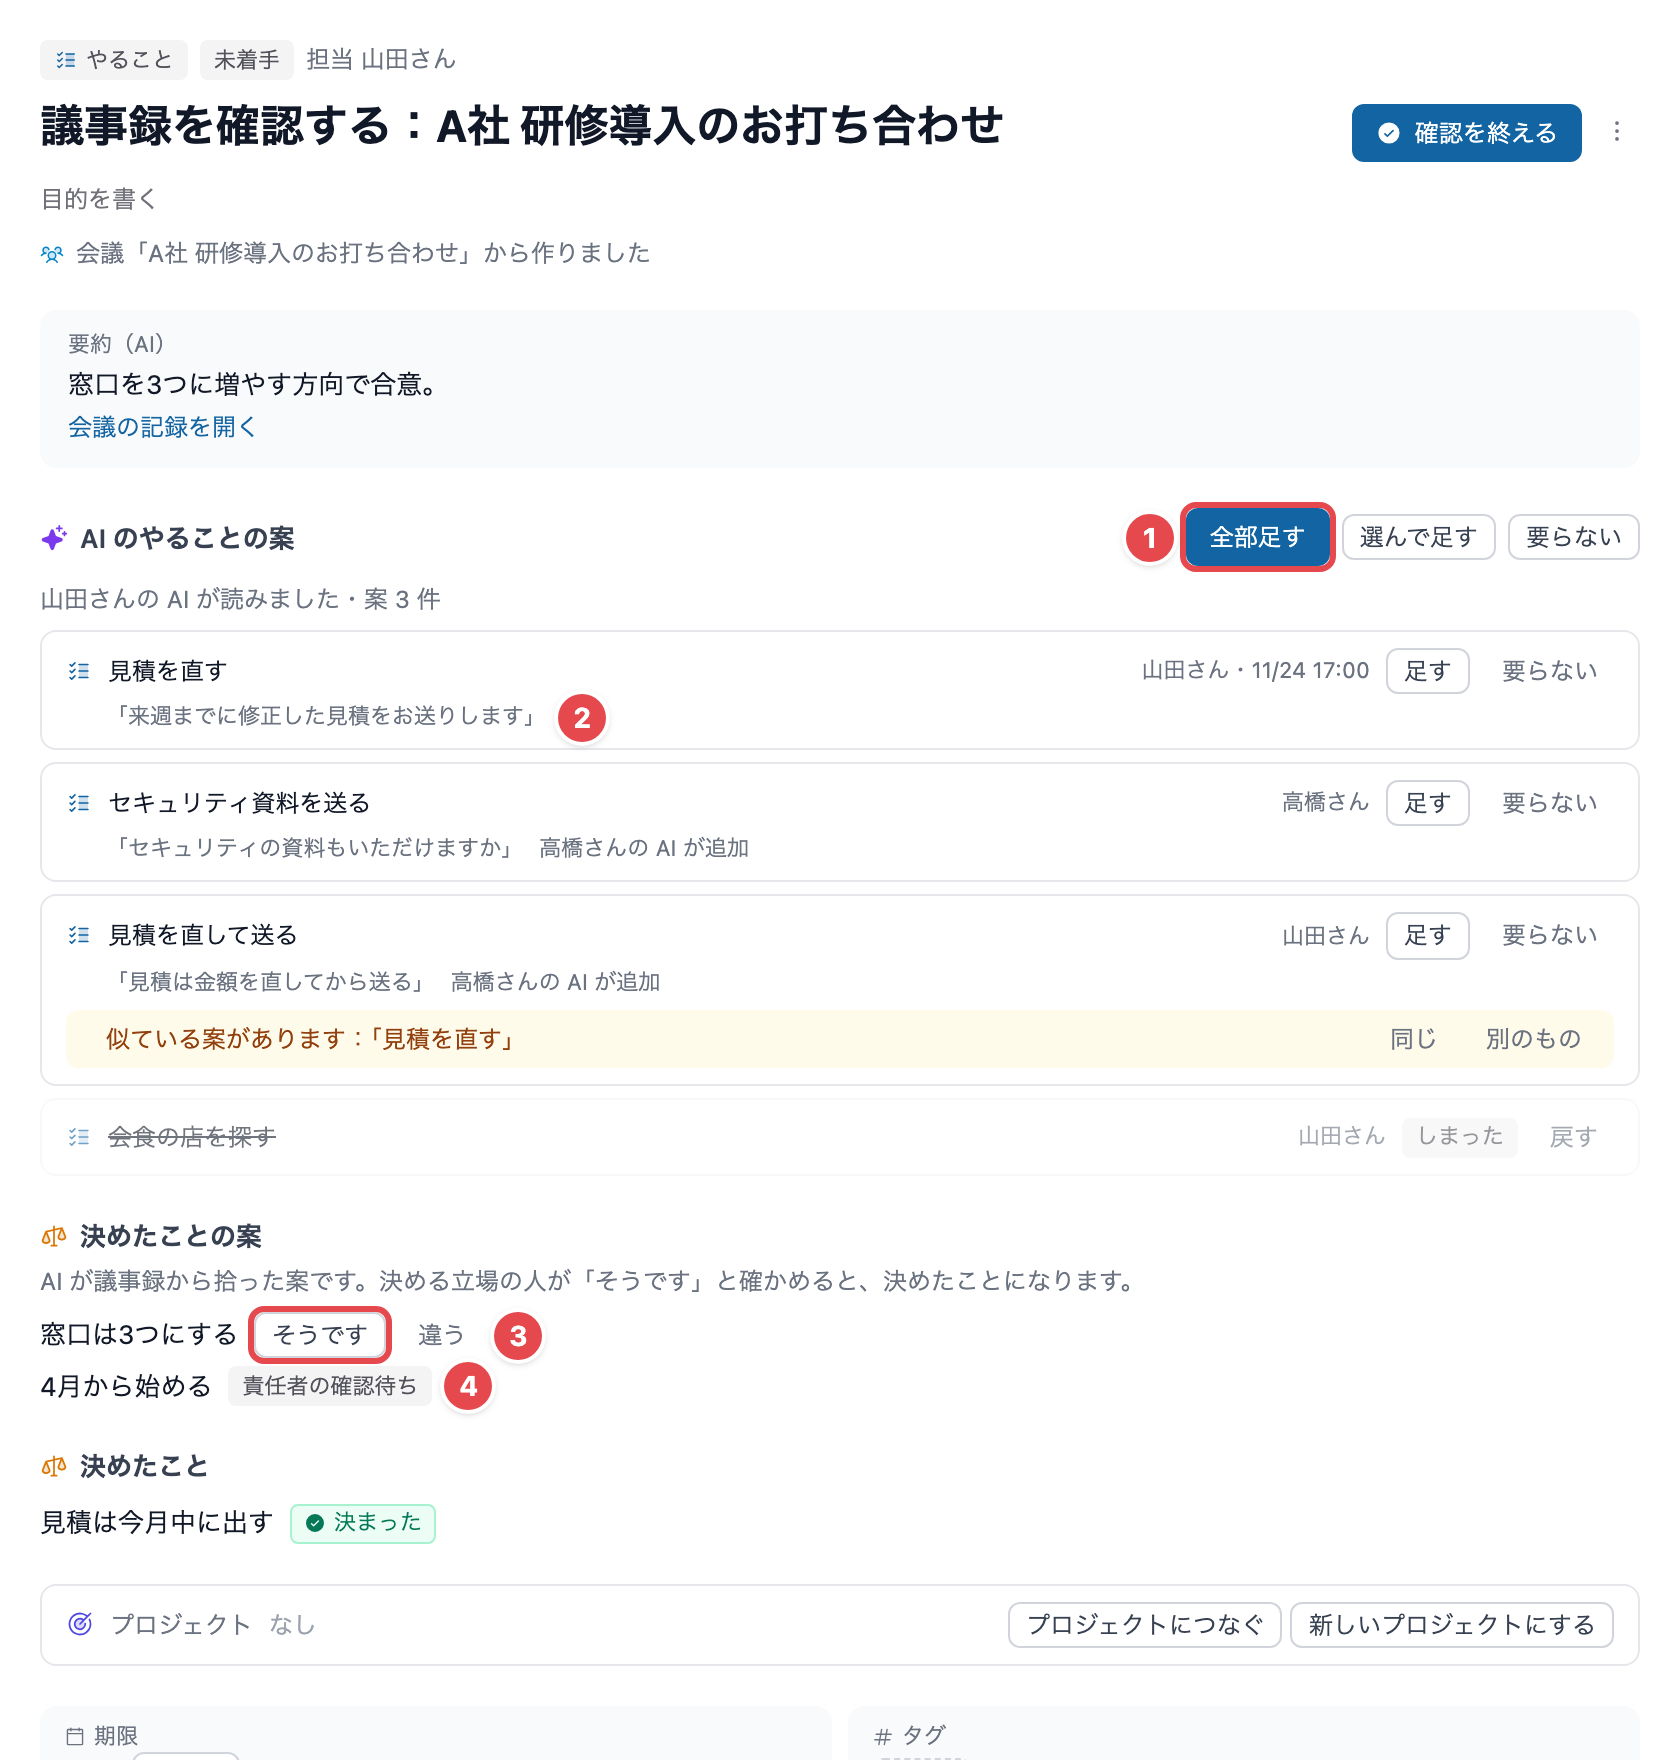 やること 未着手 担当 山田さん
議事録を確認する：A社 研修導入のお打ち合わせ
確認を終える
目的を書く
会議「A社 研修導入のお打ち合わせ」から作りました
要約（AI）
窓口を3つに増やす方向で合意。
会議の記録を開く
AI のやることの案 1 全部足す 選んで足す 要らない
山田さんの AI が読みました・案 3 件
見積を直す 山田さん・11/24 17:00 足す 要らない
「来週までに修正した見積をお送りします」 2
セキュリティ資料を送る 高橋さん 足す 要らない
「セキュリティの資料もいただけますか」 高橋さんの AI が追加
見積を直して送る 山田さん 足す 要らない
「見積は金額を直してから送る」 高橋さんの AI が追加
似ている案があります：「見積を直す」 同じ 別のもの
会食の店を探す 山田さん しまった 戻す
決めたことの案
AI が議事録から拾った案です。決める立場の人が「そうです」と確かめると、決めたことになります。
窓口は3つにする そうです 違う 3
4月から始める 責任者の確認待ち 4
決めたこと
見積は今月中に出す 決まった
プロジェクト なし プロジェクトにつなぐ 新しいプロジェクトにする
期限 # タグ